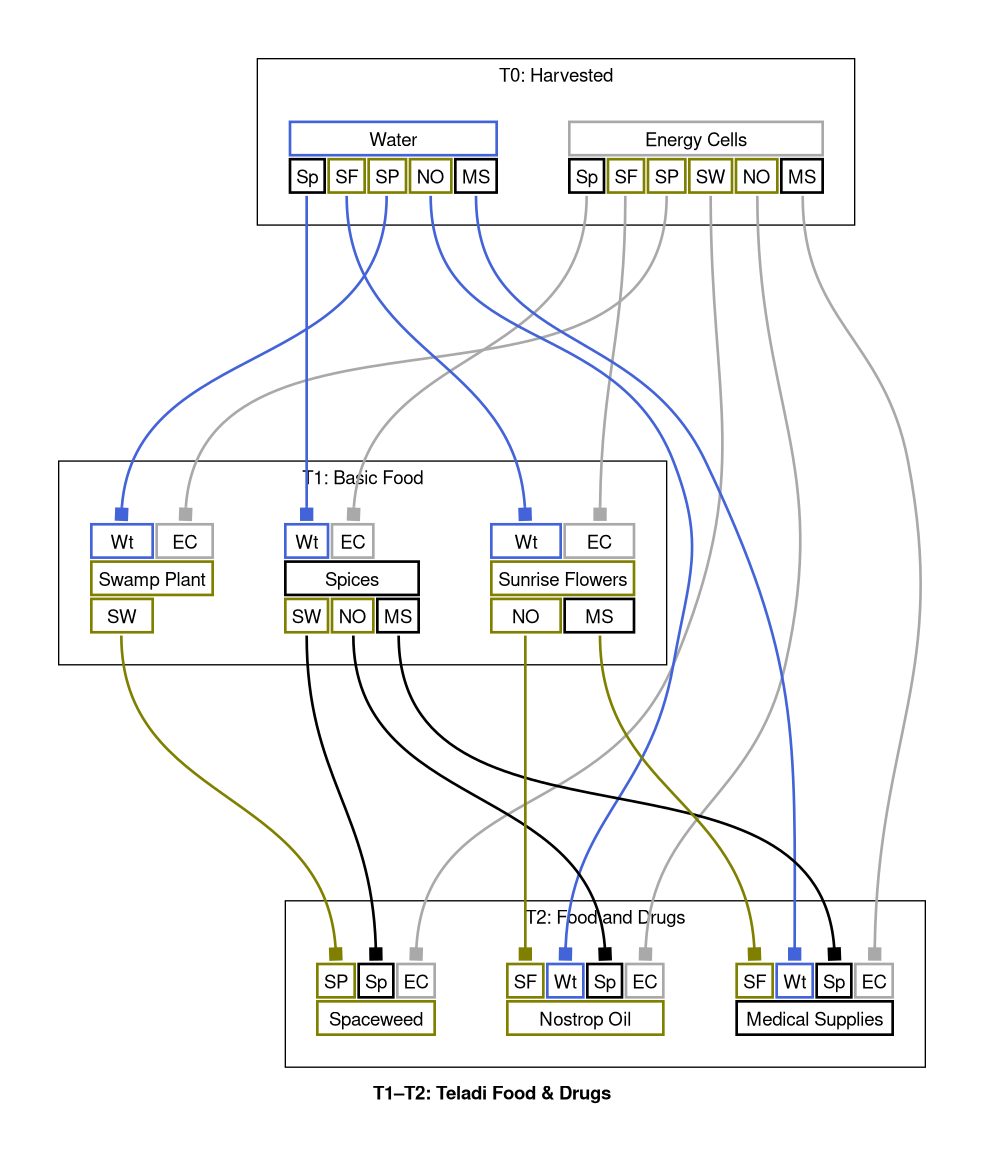 T0: Harvested
Water Energy Cells
Sp SF SP NO MS Sp SF SP SW NO MS
T1: Basic Food
Wt EC Wt EC Wt EC
Swamp Plant Spices Sunrise Flowers
SW SW NO MS NO MS
T2: Food and Drugs
SP Sp EC SF Wt Sp EC SF Wt Sp EC
Spaceweed Nostrop Oil Medical Supplies
T1–T2: Teladi Food & Drugs